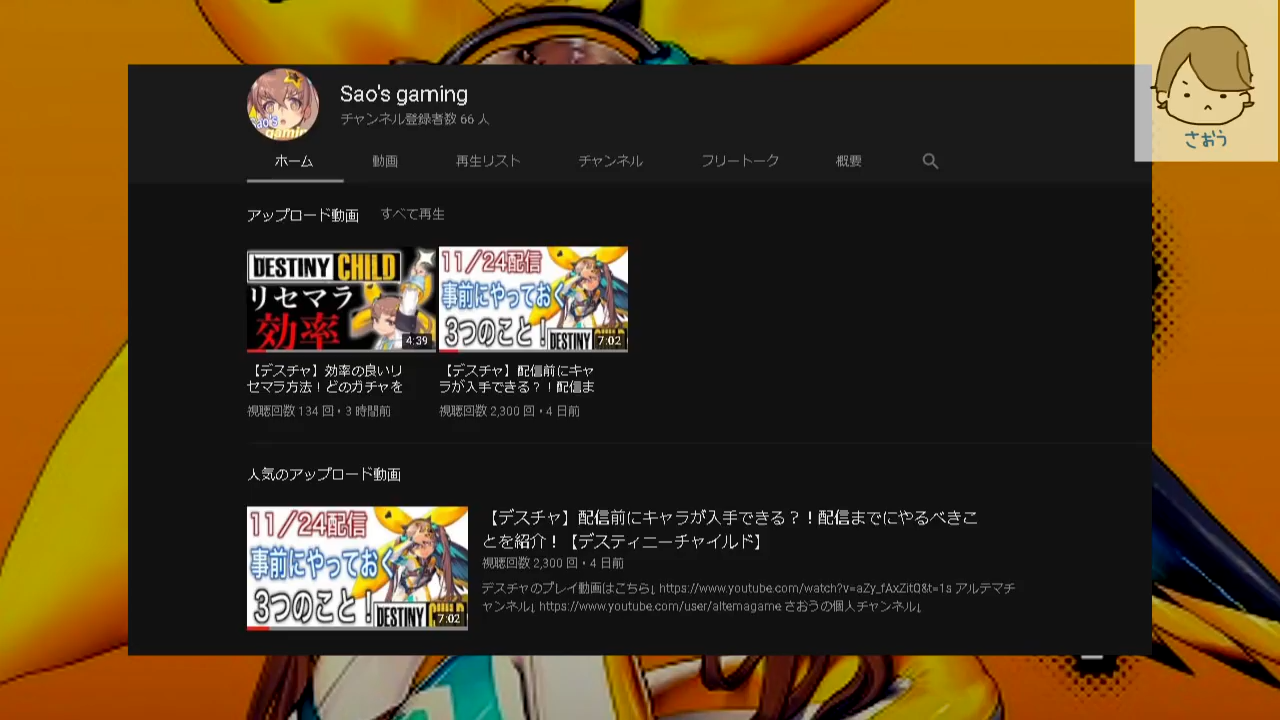 Sao's gaming
チャンネル登録者数 66 人
さおう
ホーム 動画 再生リスト チャンネル フリートーク 概要
アップロード動画 すべて再生
DESTINY CHILD
リセマラ
効率
4:39
11/24配信
事前にやっておく
3つのこと！
DESTINY CHILD
7:02
【デスチャ】効率の良いリ
セマラ方法！どのガチャを
視聴回数 134 回・3 時間前
【デスチャ】配信前にキャ
ラが入手できる？！配信ま
視聴回数 2,300 回・4 日前
人気のアップロード動画
11/24配信
事前にやっておく
3つのこと！
DESTINY
7:02
【デスチャ】配信前にキャラが入手できる？！配信までにやるべきこ
とを紹介！【デスティニーチャイルド】
視聴回数 2,300 回・4 日前
デスチャのプレイ動画はこちら↓ https://www.youtube.com/watch?v=aZy_fAxZitQ&t=1s アルテマチ
ャンネル↓ https://www.youtube.com/user/altemagame さおうの個人チャンネル↓